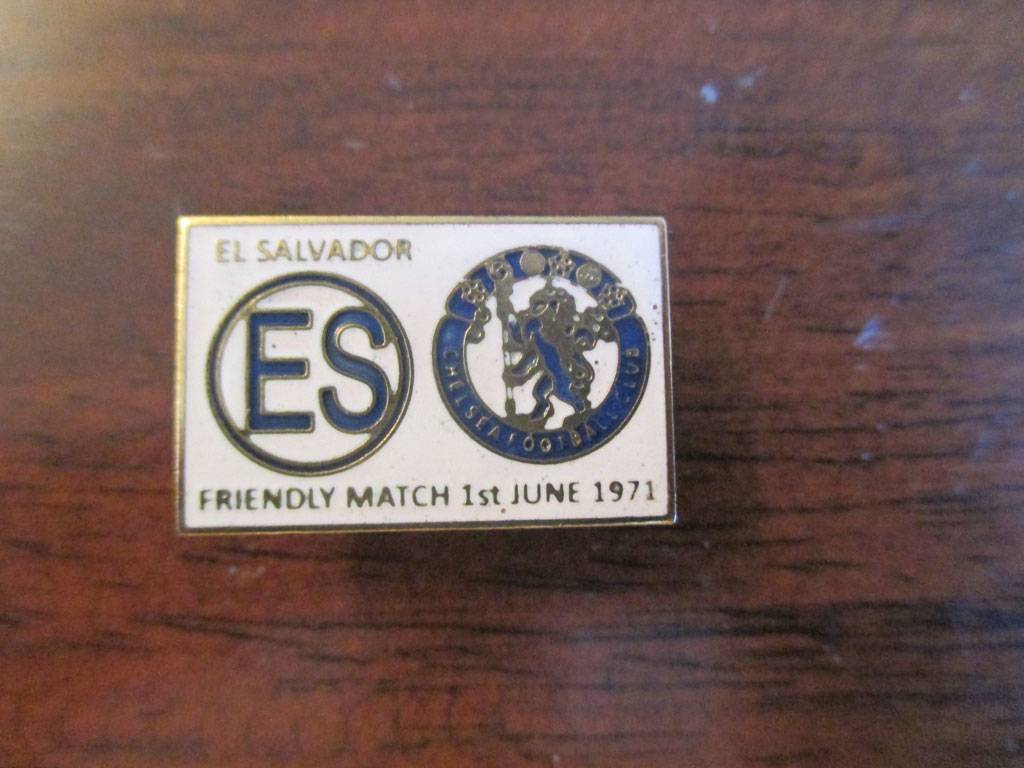 EL SALVADOR
ES
CHELSEA FOOTBALL CLUB
FRIENDLY MATCH 1st JUNE 1971